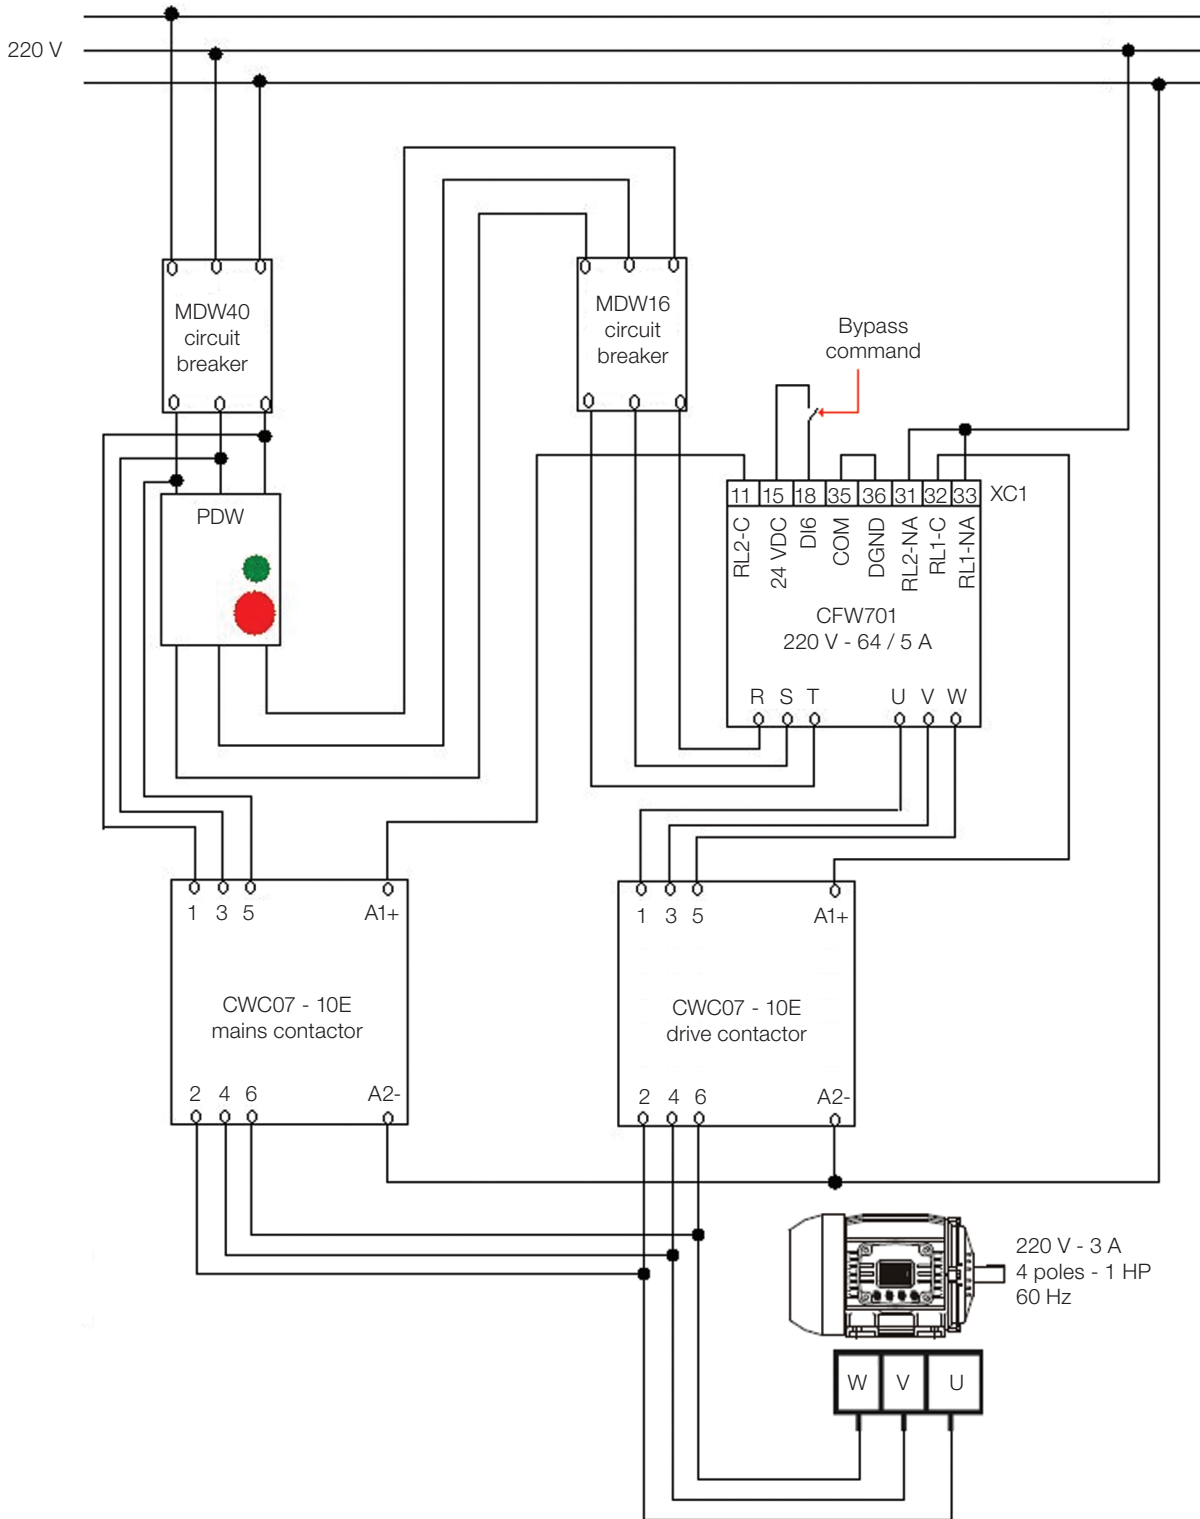 220 V
MDW40
circuit
breaker
MDW16
circuit
breaker
Bypass
command
PDW
11 15 18 35 36 31 32 33 XC1
RL2-C
24 VDC
DI6
COM
DGND
RL2-NA
RL1-C
RL1-NA
CFW701
220 V - 64 / 5 A
R S T U V W
1 3 5 A1+
CWC07 - 10E
mains contactor
2 4 6 A2-
1 3 5 A1+
CWC07 - 10E
drive contactor
2 4 6 A2-
220 V - 3 A
4 poles - 1 HP
60 Hz
W V U